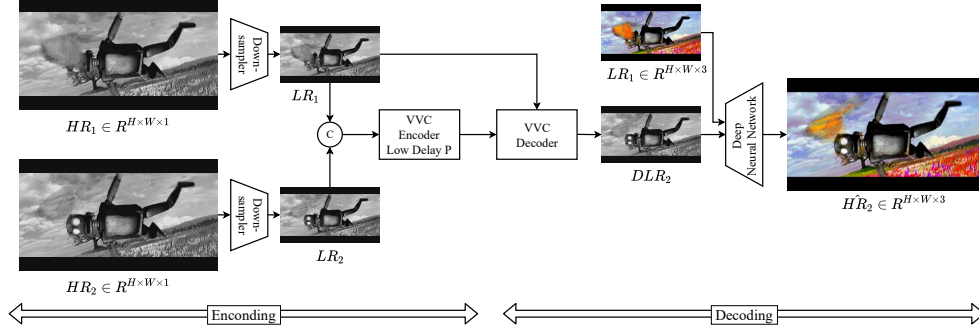 HR₁ ∈ R^{H×W×1}
Down-
sampler
LR₁
HR₂ ∈ R^{H×W×1}
Down-
sampler
LR₂
C
VVC
Encoder
Low Delay P
VVC
Decoder
LR₁ ∈ R^{H×W×3}
DLR₂
Deep
Neural Network
HR̂₂ ∈ R^{H×W×3}
Enconding
Decoding